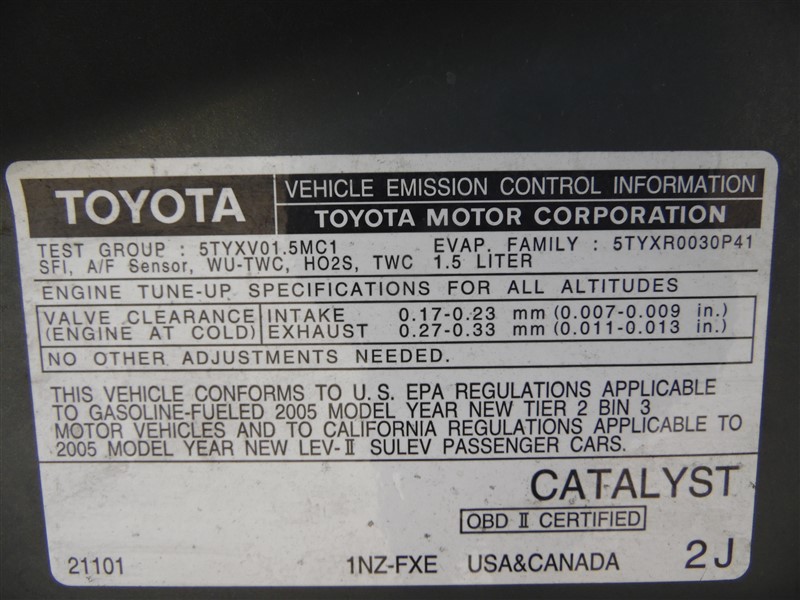 TOYOTA
VEHICLE EMISSION CONTROL INFORMATION
TOYOTA MOTOR CORPORATION
TEST GROUP : 5TYXV01.5MC1 EVAP. FAMILY : 5TYXR0030P41
SFI, A/F Sensor, WU-TWC, HO2S, TWC 1.5 LITER
ENGINE TUNE-UP SPECIFICATIONS FOR ALL ALTITUDES
VALVE CLEARANCE INTAKE 0.17-0.23 mm (0.007-0.009 in.)
(ENGINE AT COLD) EXHAUST 0.27-0.33 mm (0.011-0.013 in.)
NO OTHER ADJUSTMENTS NEEDED.
THIS VEHICLE CONFORMS TO U.S. EPA REGULATIONS APPLICABLE
TO GASOLINE-FUELED 2005 MODEL YEAR NEW TIER 2 BIN 3
MOTOR VEHICLES AND TO CALIFORNIA REGULATIONS APPLICABLE TO
2005 MODEL YEAR NEW LEV-II SULEV PASSENGER CARS.
CATALYST
OBD II CERTIFIED
21101 1NZ-FXE USA&CANADA 2J